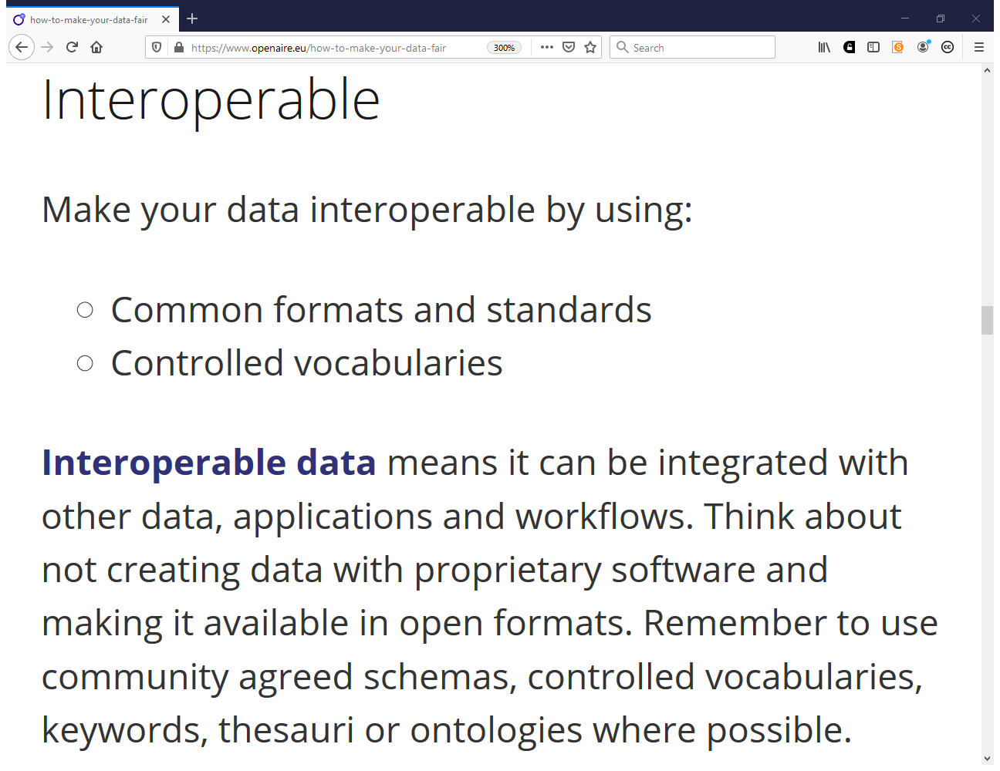 how-to-make-your-data-fair
https://www.openaire.eu/how-to-make-your-data-fair
300%
Search
Interoperable
Make your data interoperable by using:
Common formats and standards
Controlled vocabularies
Interoperable data means it can be integrated with
other data, applications and workflows. Think about
not creating data with proprietary software and
making it available in open formats. Remember to use
community agreed schemas, controlled vocabularies,
keywords, thesauri or ontologies where possible.